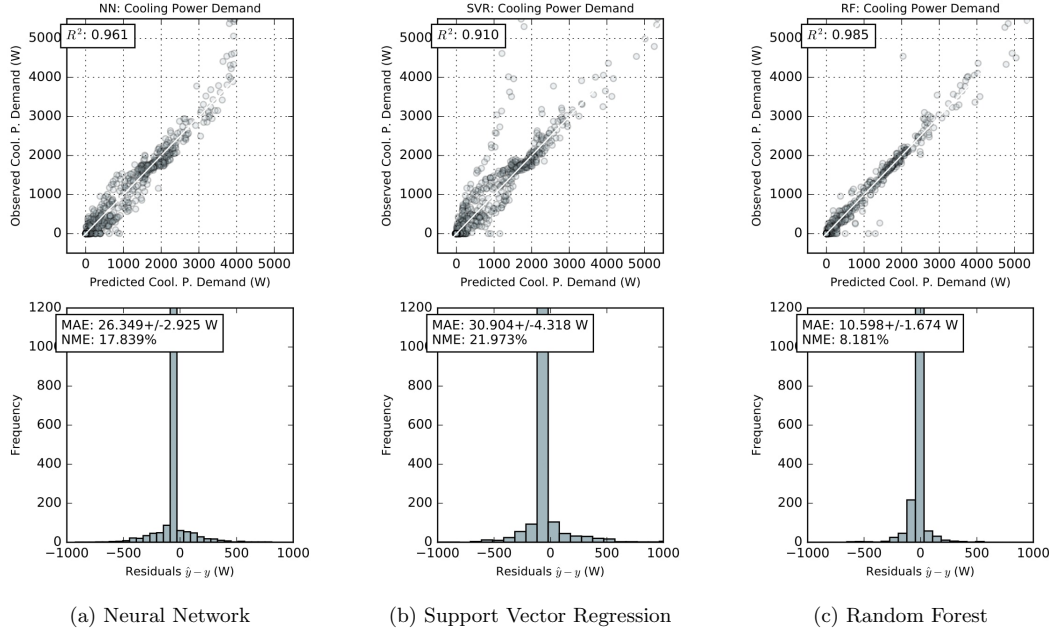 NN: Cooling Power Demand
R²: 0.961
Observed Cool. P. Demand (W)
5000
4000
3000
2000
1000
0
0 1000 2000 3000 4000 5000
Predicted Cool. P. Demand (W)
SVR: Cooling Power Demand
R²: 0.910
Observed Cool. P. Demand (W)
5000
4000
3000
2000
1000
0
0 1000 2000 3000 4000 5000
Predicted Cool. P. Demand (W)
RF: Cooling Power Demand
R²: 0.985
Observed Cool. P. Demand (W)
5000
4000
3000
2000
1000
0
0 1000 2000 3000 4000 5000
Predicted Cool. P. Demand (W)
MAE: 26.349+/-2.925 W
NME: 17.839%
Frequency
1200
1000
800
600
400
200
0
−1000 −500 0 500 1000
Residuals ŷ − y (W)
MAE: 30.904+/-4.318 W
NME: 21.973%
Frequency
1200
1000
800
600
400
200
0
−1000 −500 0 500 1000
Residuals ŷ − y (W)
MAE: 10.598+/-1.674 W
NME: 8.181%
Frequency
1200
1000
800
600
400
200
0
−1000 −500 0 500 1000
Residuals ŷ − y (W)
(a) Neural Network
(b) Support Vector Regression
(c) Random Forest